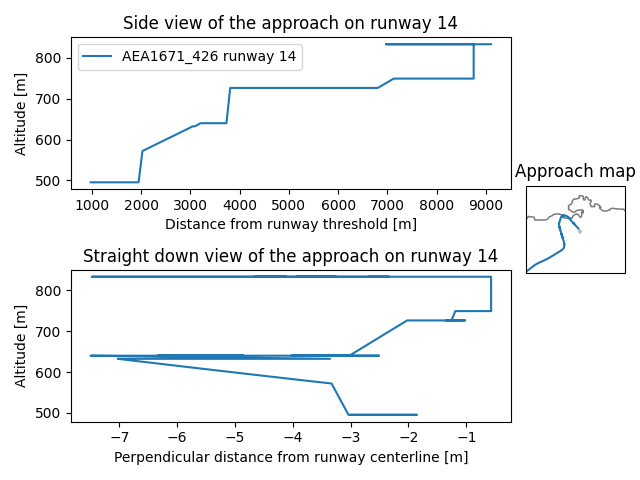 Side view of the approach on runway 14
AEA1671_426 runway 14
Altitude [m]
800
700
600
500
1000 2000 3000 4000 5000 6000 7000 8000 9000
Distance from runway threshold [m]
Approach map
Straight down view of the approach on runway 14
Altitude [m]
800
700
600
500
−7 −6 −5 −4 −3 −2 −1
Perpendicular distance from runway centerline [m]